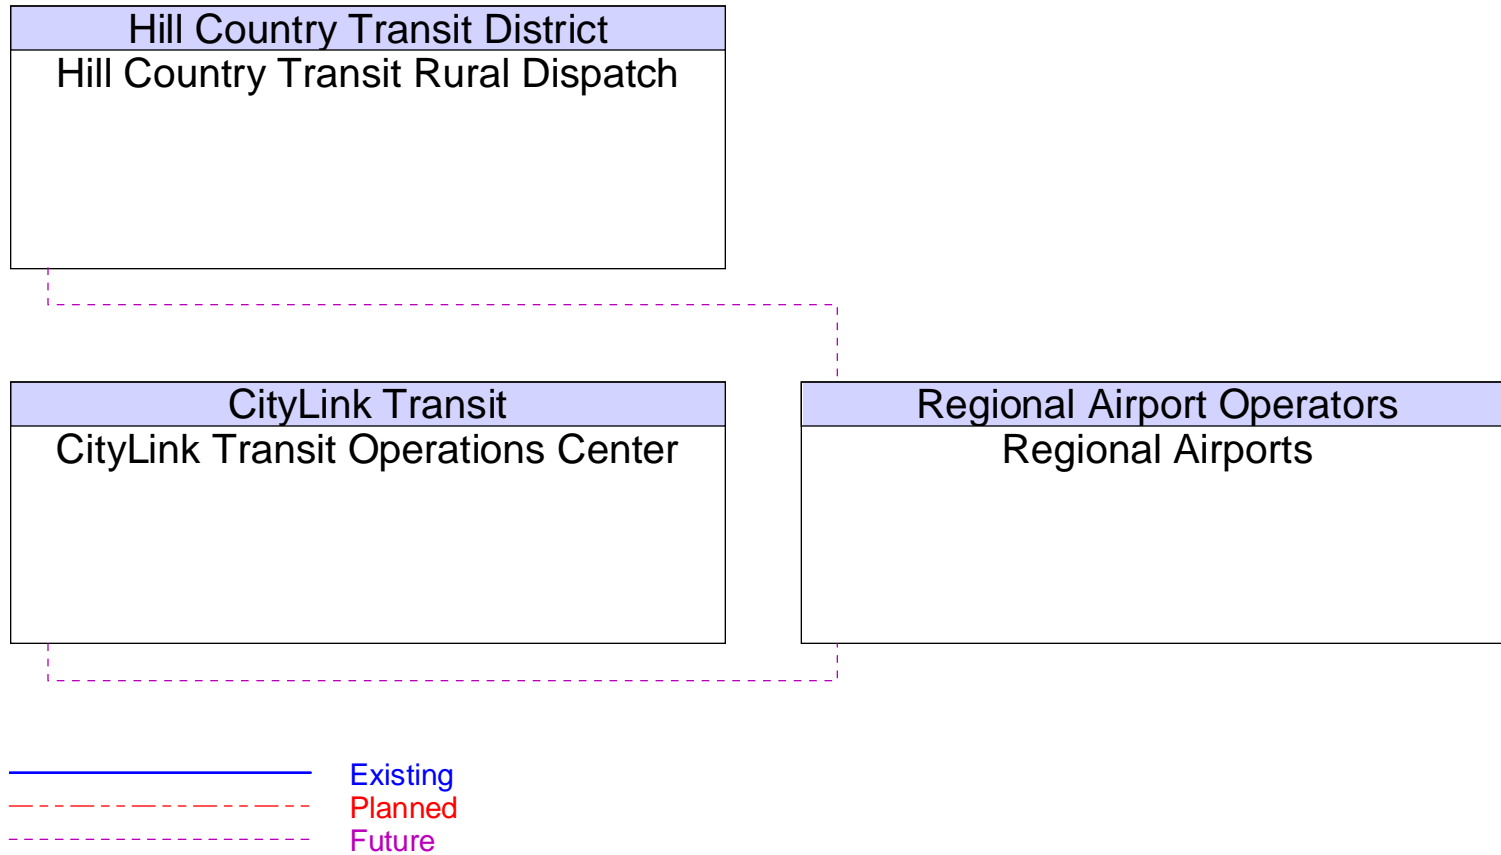 Hill Country Transit District
Hill Country Transit Rural Dispatch
CityLink Transit
CityLink Transit Operations Center
Regional Airport Operators
Regional Airports
Existing
Planned
Future